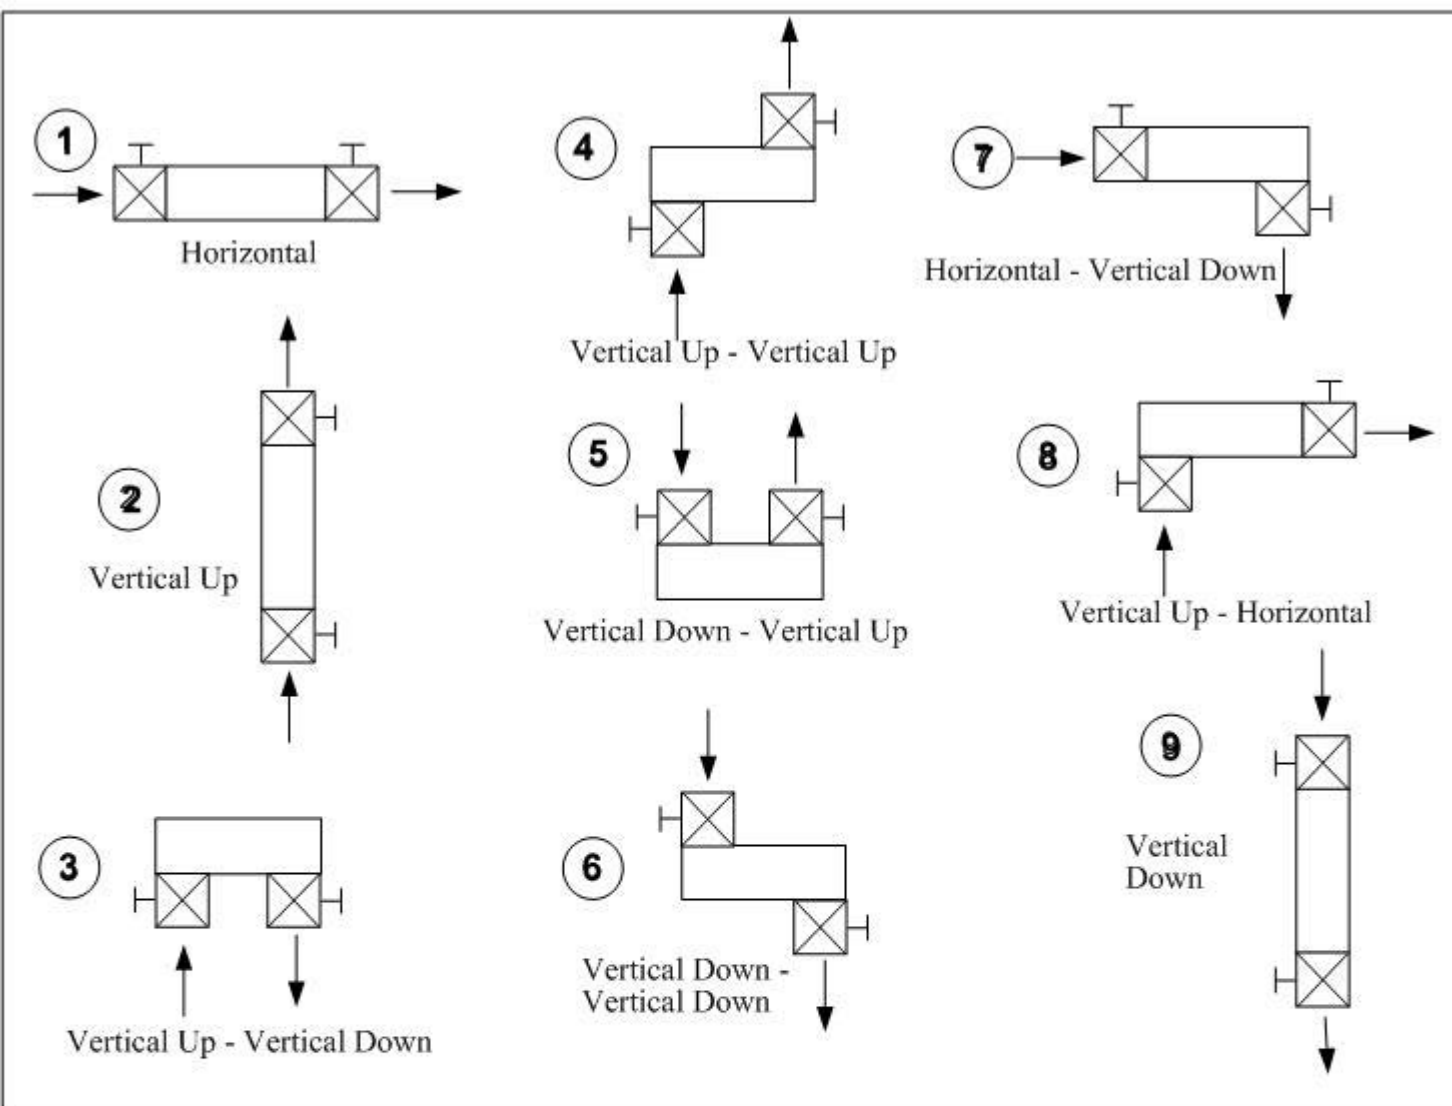 1
Horizontal
2
Vertical Up
3
Vertical Up - Vertical Down
4
Vertical Up - Vertical Up
5
Vertical Down - Vertical Up
6
Vertical Down -
Vertical Down
7
Horizontal - Vertical Down
8
Vertical Up - Horizontal
9
Vertical
Down